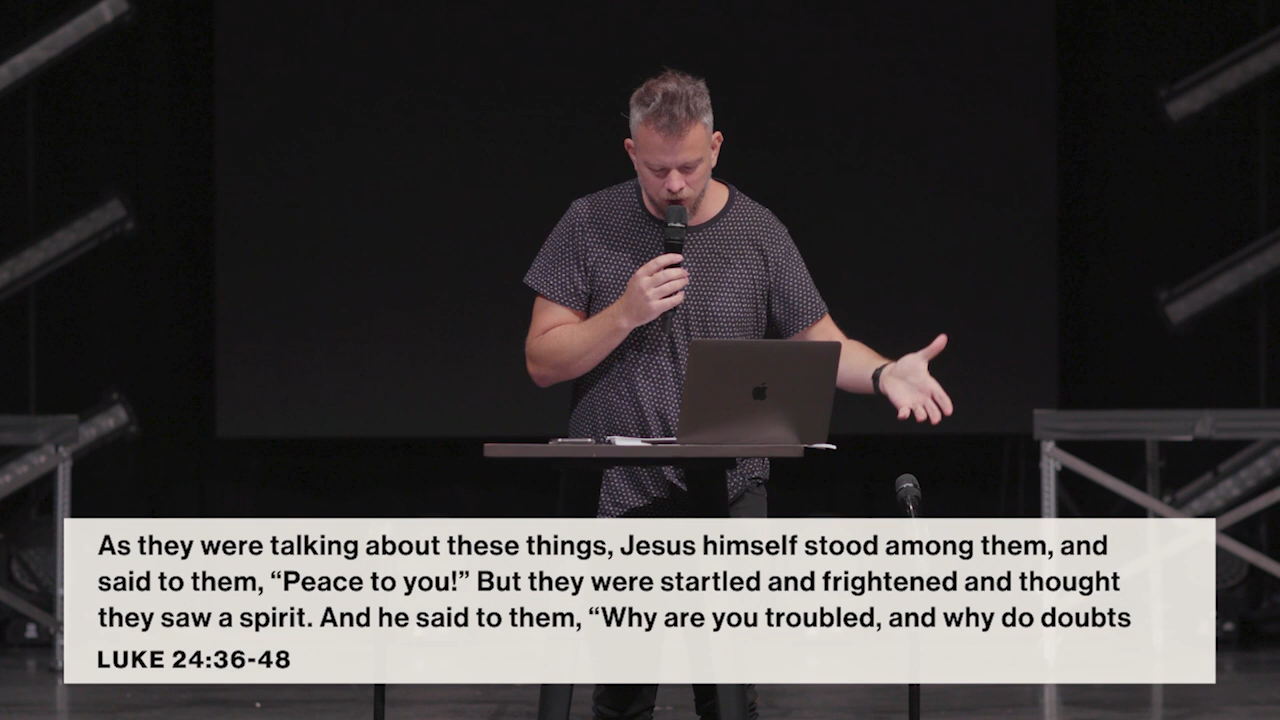 As they were talking about these things, Jesus himself stood among them, and
said to them, “Peace to you!” But they were startled and frightened and thought
they saw a spirit. And he said to them, “Why are you troubled, and why do doubts
LUKE 24:36-48